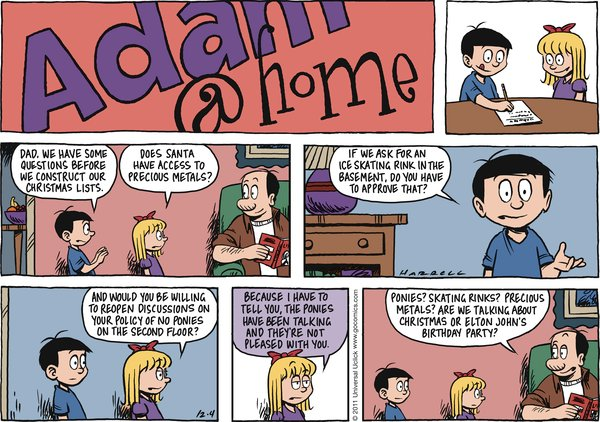 Adam
@ home
DAD, WE HAVE SOME
QUESTIONS BEFORE
WE CONSTRUCT OUR
CHRISTMAS LISTS.
DOES SANTA
HAVE ACCESS TO
PRECIOUS METALS?
IF WE ASK FOR AN
ICE SKATING RINK IN THE
BASEMENT, DO YOU HAVE
TO APPROVE THAT?
HARRELL
AND WOULD YOU BE WILLING
TO REOPEN DISCUSSIONS ON
YOUR POLICY OF NO PONIES
ON THE SECOND FLOOR?
12-4
BECAUSE I HAVE TO
TELL YOU, THE PONIES
HAVE BEEN TALKING
AND THEY'RE NOT
PLEASED WITH YOU.
© 2011 Universal Uclick www.gocomics.com
PONIES? SKATING RINKS? PRECIOUS
METALS? ARE WE TALKING ABOUT
CHRISTMAS OR ELTON JOHN'S
BIRTHDAY PARTY?